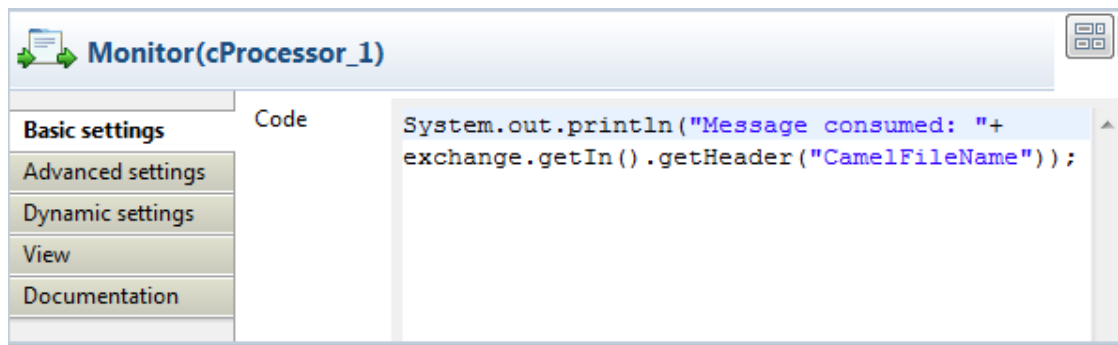 Monitor(cProcessor_1)
Basic settings
Advanced settings
Dynamic settings
View
Documentation
Code
System.out.println("Message consumed: "+
exchange.getIn().getHeader("CamelFileName"));